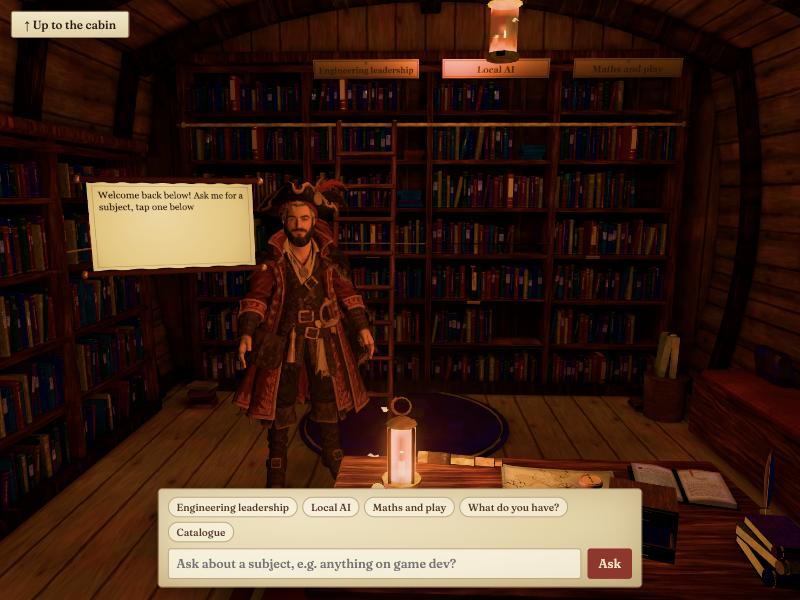 ↑ Up to the cabin
Engineering leadership
Local AI
Maths and play
Welcome back below! Ask me for a
subject, tap one below
Engineering leadership
Local AI
Maths and play
What do you have?
Catalogue
Ask about a subject, e.g. anything on game dev?
Ask